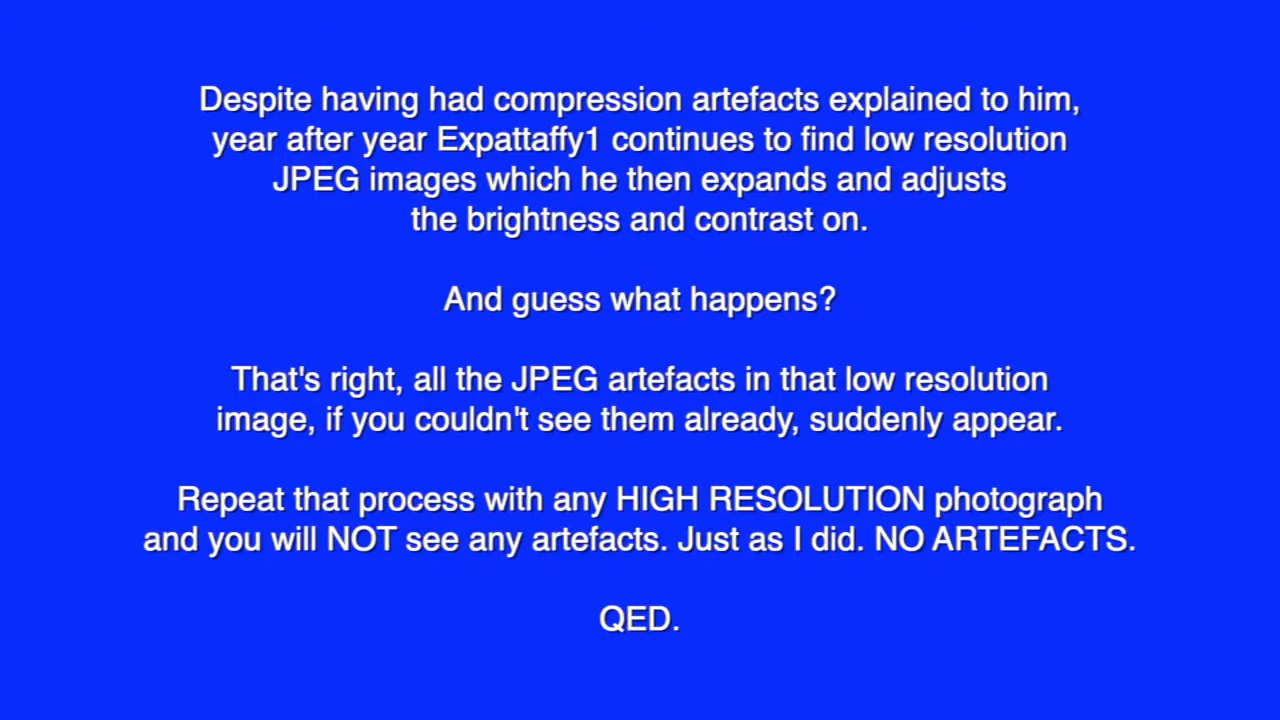 Despite having had compression artefacts explained to him,
year after year Expattaffy1 continues to find low resolution
JPEG images which he then expands and adjusts
the brightness and contrast on.
And guess what happens?
That's right, all the JPEG artefacts in that low resolution
image, if you couldn't see them already, suddenly appear.
Repeat that process with any HIGH RESOLUTION photograph
and you will NOT see any artefacts. Just as I did. NO ARTEFACTS.
QED.